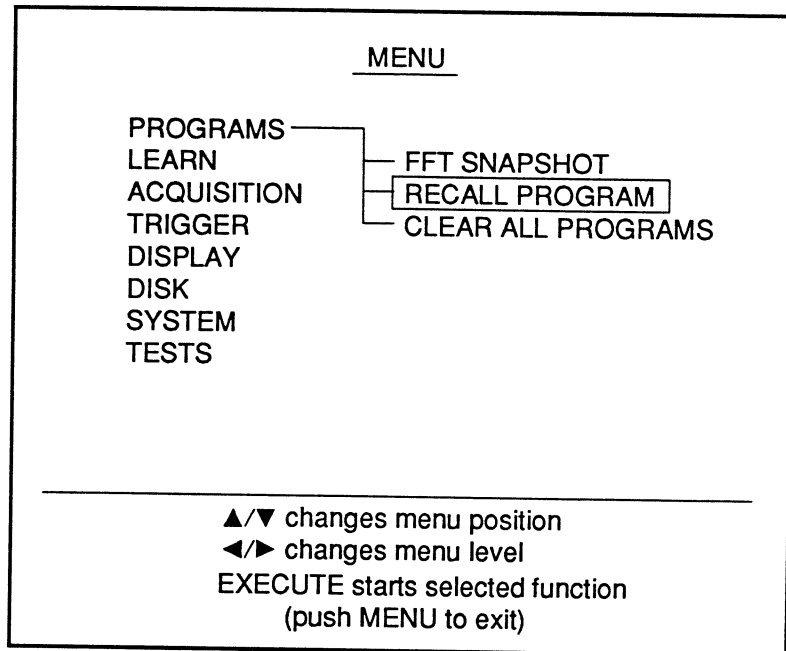 MENU
PROGRAMS
LEARN
ACQUISITION
TRIGGER
DISPLAY
DISK
SYSTEM
TESTS
FFT SNAPSHOT
RECALL PROGRAM
CLEAR ALL PROGRAMS
▲/▼ changes menu position
◄/► changes menu level
EXECUTE starts selected function
(push MENU to exit)